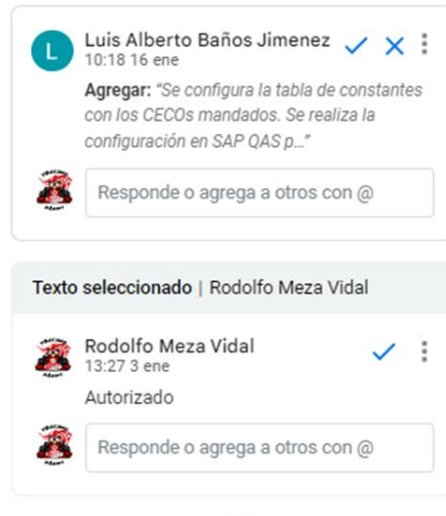 L
Luis Alberto Baños Jimenez
10:18 16 ene
Agregar: "Se configura la tabla de constantes
con los CECOs mandados. Se realiza la
configuración en SAP QAS p..."
Responde o agrega a otros con @
Texto seleccionado | Rodolfo Meza Vidal
Rodolfo Meza Vidal
13:27 3 ene
Autorizado
Responde o agrega a otros con @